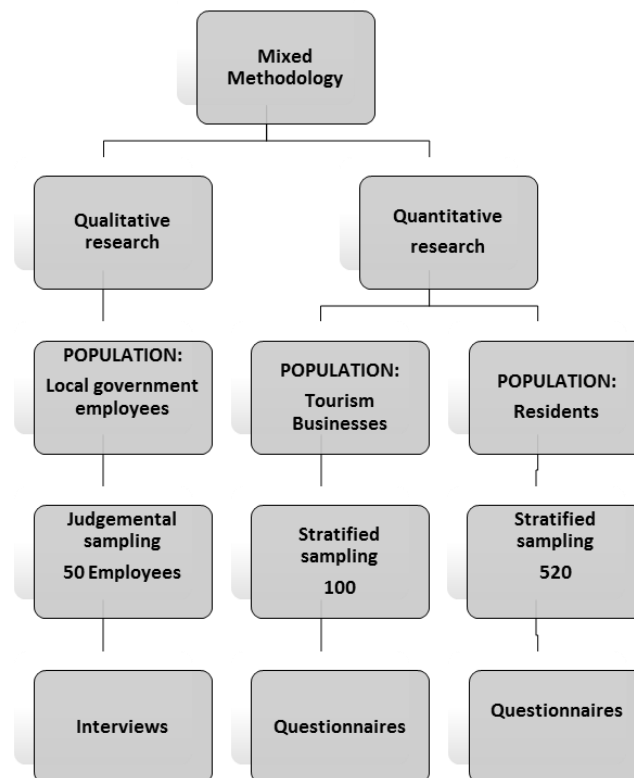 Mixed
Methodology
Qualitative
research
Quantitative
research
POPULATION:
Local government
employees
POPULATION:
Tourism
Businesses
POPULATION:
Residents
Judgemental
sampling
50 Employees
Stratified
sampling
100
Stratified
sampling
520
Interviews
Questionnaires
Questionnaires